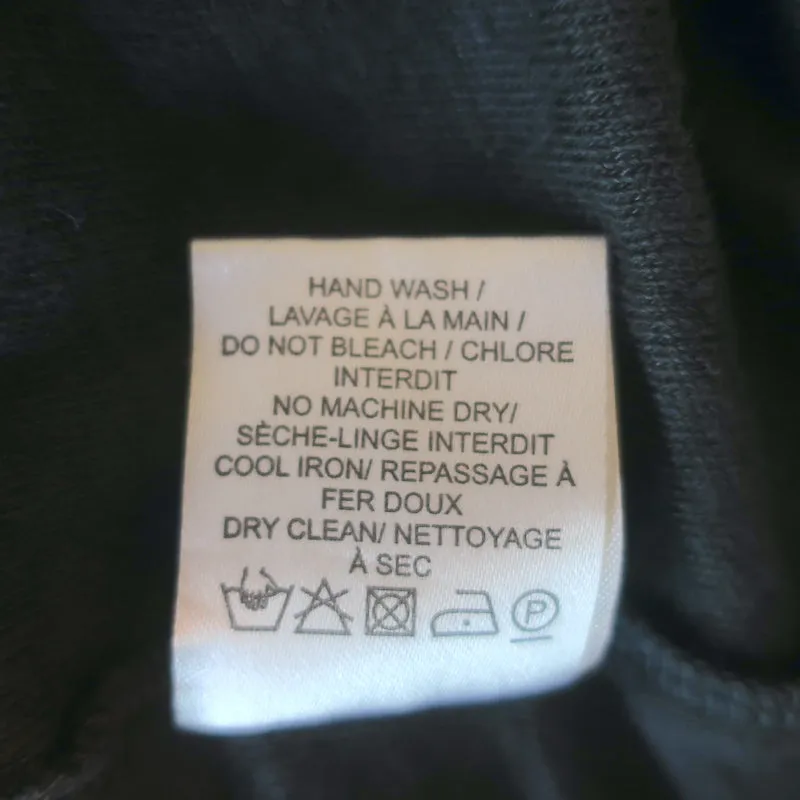 HAND WASH /
LAVAGE À LA MAIN /
DO NOT BLEACH / CHLORE
INTERDIT
NO MACHINE DRY/
SÈCHE-LINGE INTERDIT
COOL IRON/ REPASSAGE À
FER DOUX
DRY CLEAN/ NETTOYAGE
À SEC
P